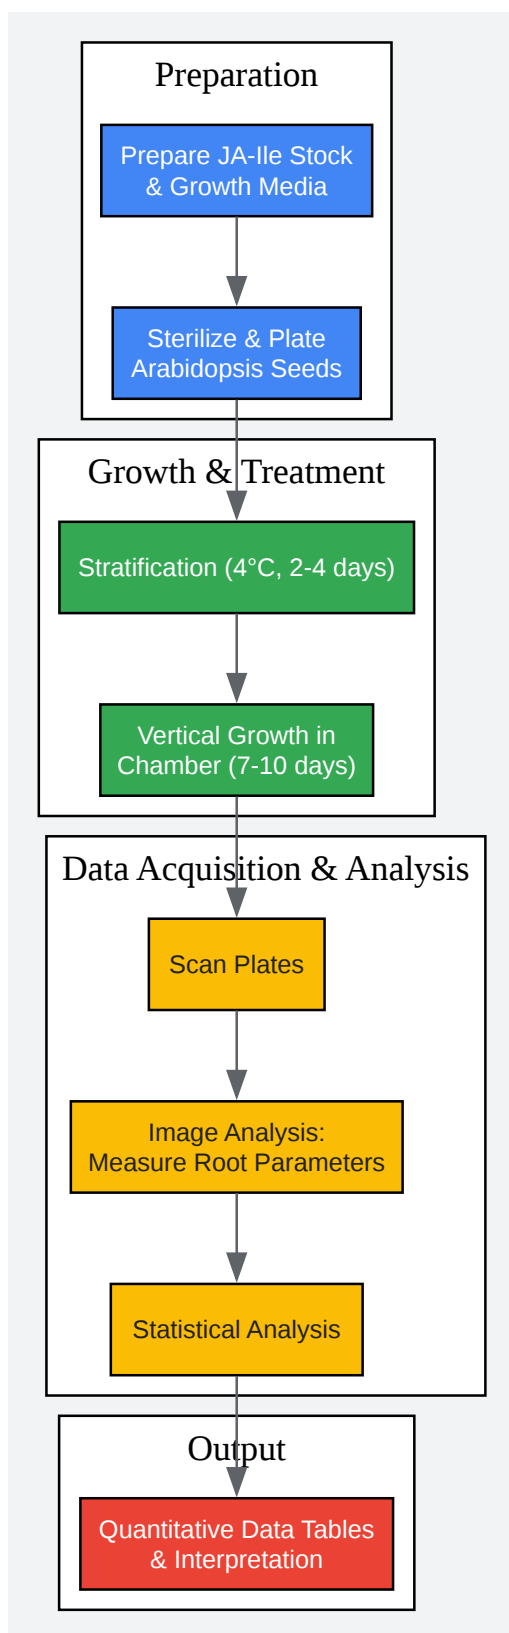 Preparation
Prepare JA-Ile Stock
& Growth Media
Sterilize & Plate
Arabidopsis Seeds
Growth & Treatment
Stratification (4°C, 2-4 days)
Vertical Growth in
Chamber (7-10 days)
Data Acquisition & Analysis
Scan Plates
Image Analysis:
Measure Root Parameters
Statistical Analysis
Output
Quantitative Data Tables
& Interpretation